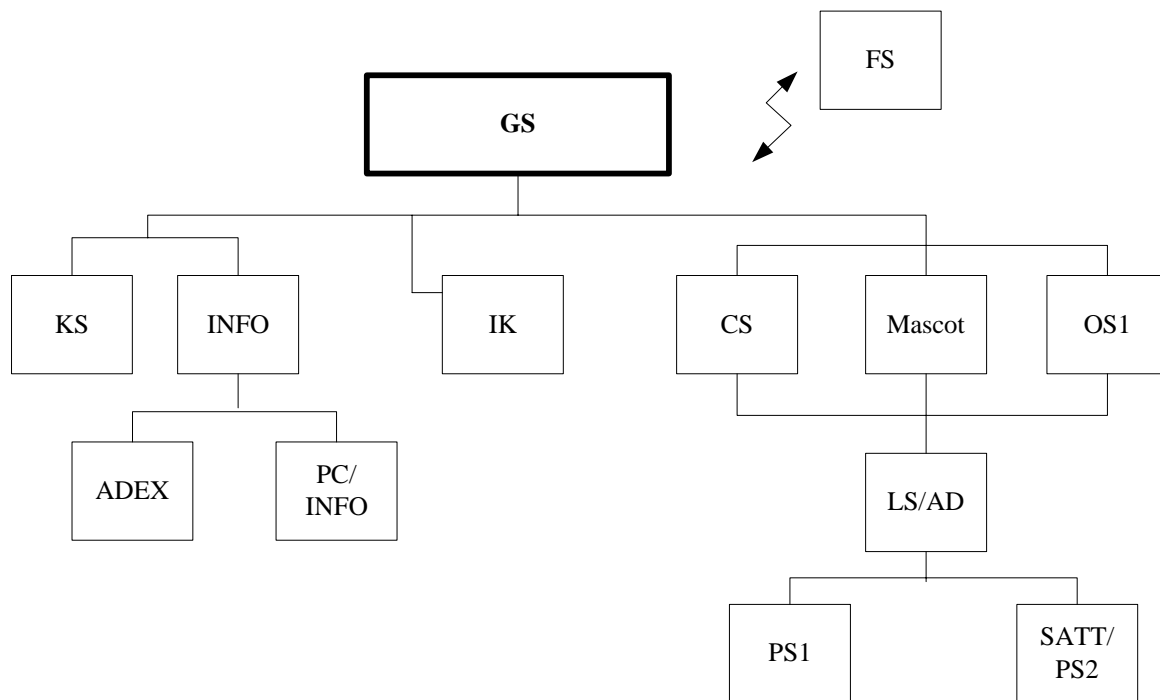 FS
GS
KS
INFO
IK
CS
Mascot
OS1
ADEX
PC/
INFO
LS/AD
PS1
SATT/
PS2